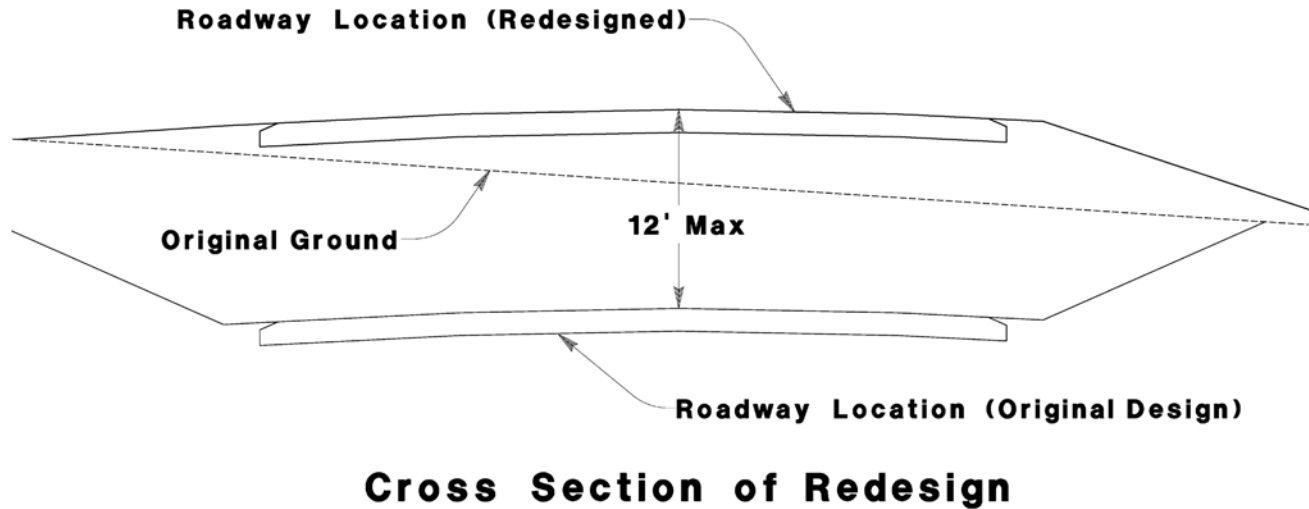 Roadway Location (Redesigned)
12' Max
Original Ground
Roadway Location (Original Design)
Cross Section of Redesign